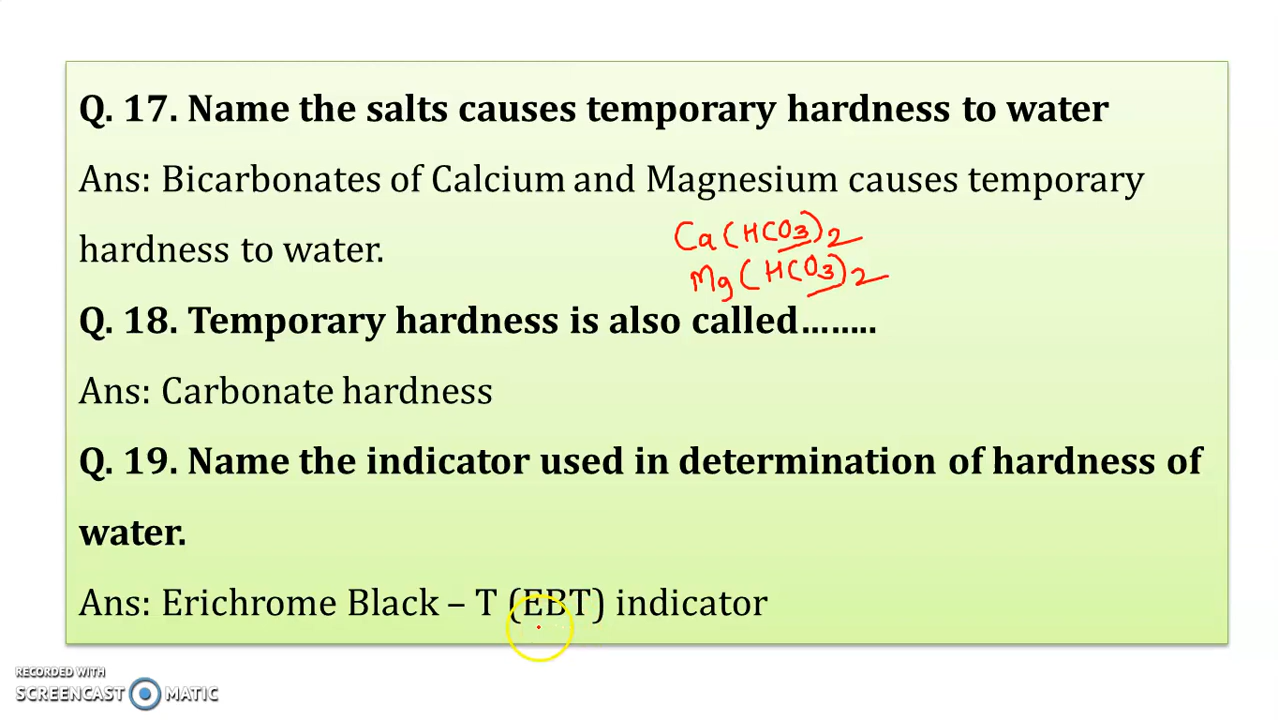 Q. 17. Name the salts causes temporary hardness to water
Ans: Bicarbonates of Calcium and Magnesium causes temporary
hardness to water.
Ca(HCO3)2
Mg(HCO3)2
Q. 18. Temporary hardness is also called........
Ans: Carbonate hardness
Q. 19. Name the indicator used in determination of hardness of
water.
Ans: Erichrome Black – T (EBT) indicator
RECORDED WITH
SCREENCAST MATIC